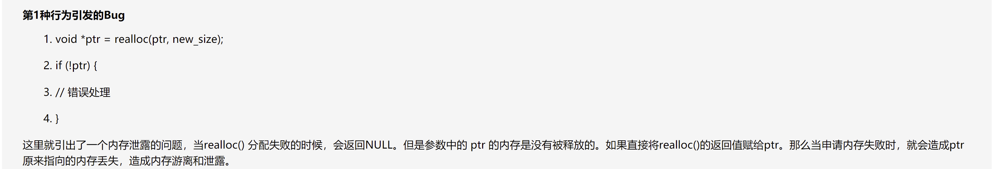 第1种行为引发的Bug
1. void *ptr = realloc(ptr, new_size);
2. if (!ptr) {
3. // 错误处理
4. }
这里就引出了一个内存泄露的问题，当realloc() 分配失败的时候，会返回NULL。但是参数中的 ptr 的内存是没有被释放的。如果直接将realloc()的返回值赋给ptr。那么当申请内存失败时，就会造成ptr
原来指向的内存丢失，造成内存游离和泄露。